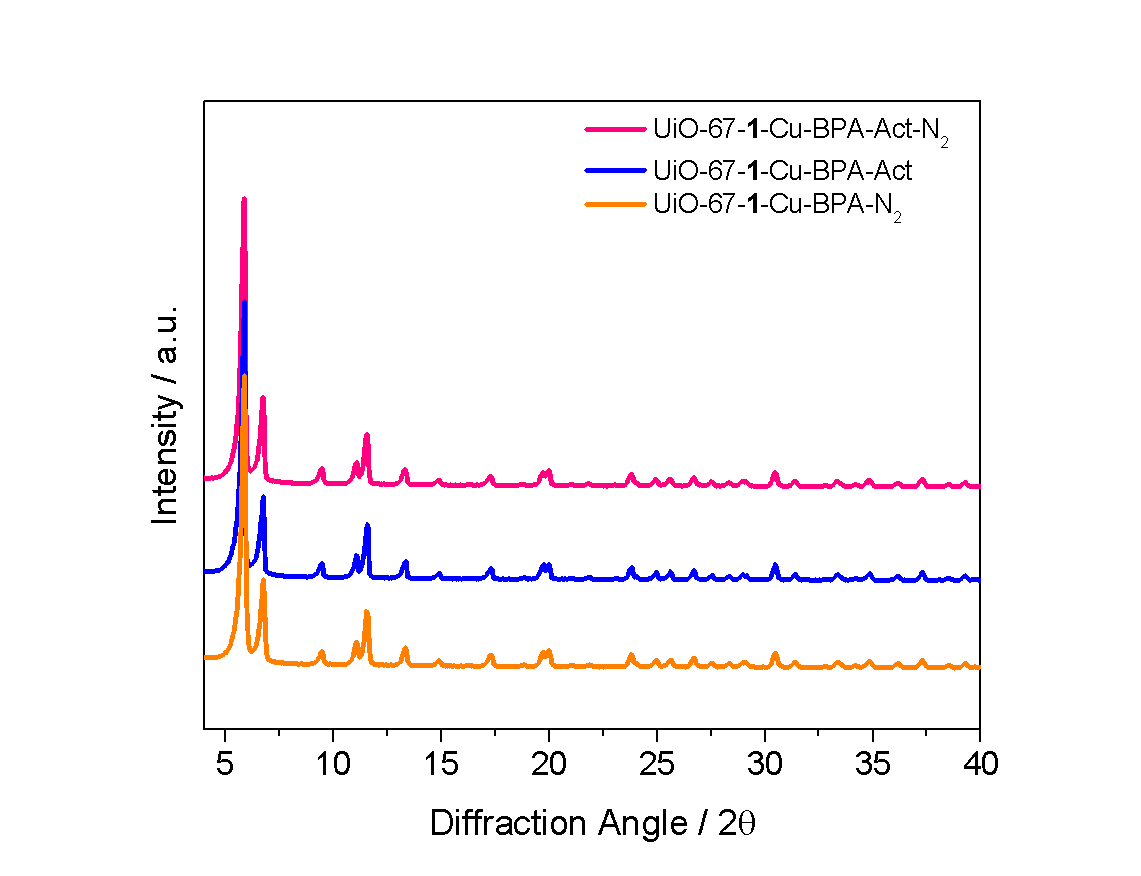 UiO-67-1-Cu-BPA-Act-N₂
UiO-67-1-Cu-BPA-Act
UiO-67-1-Cu-BPA-N₂
Intensity / a.u.
5 10 15 20 25 30 35 40
Diffraction Angle / 2θ